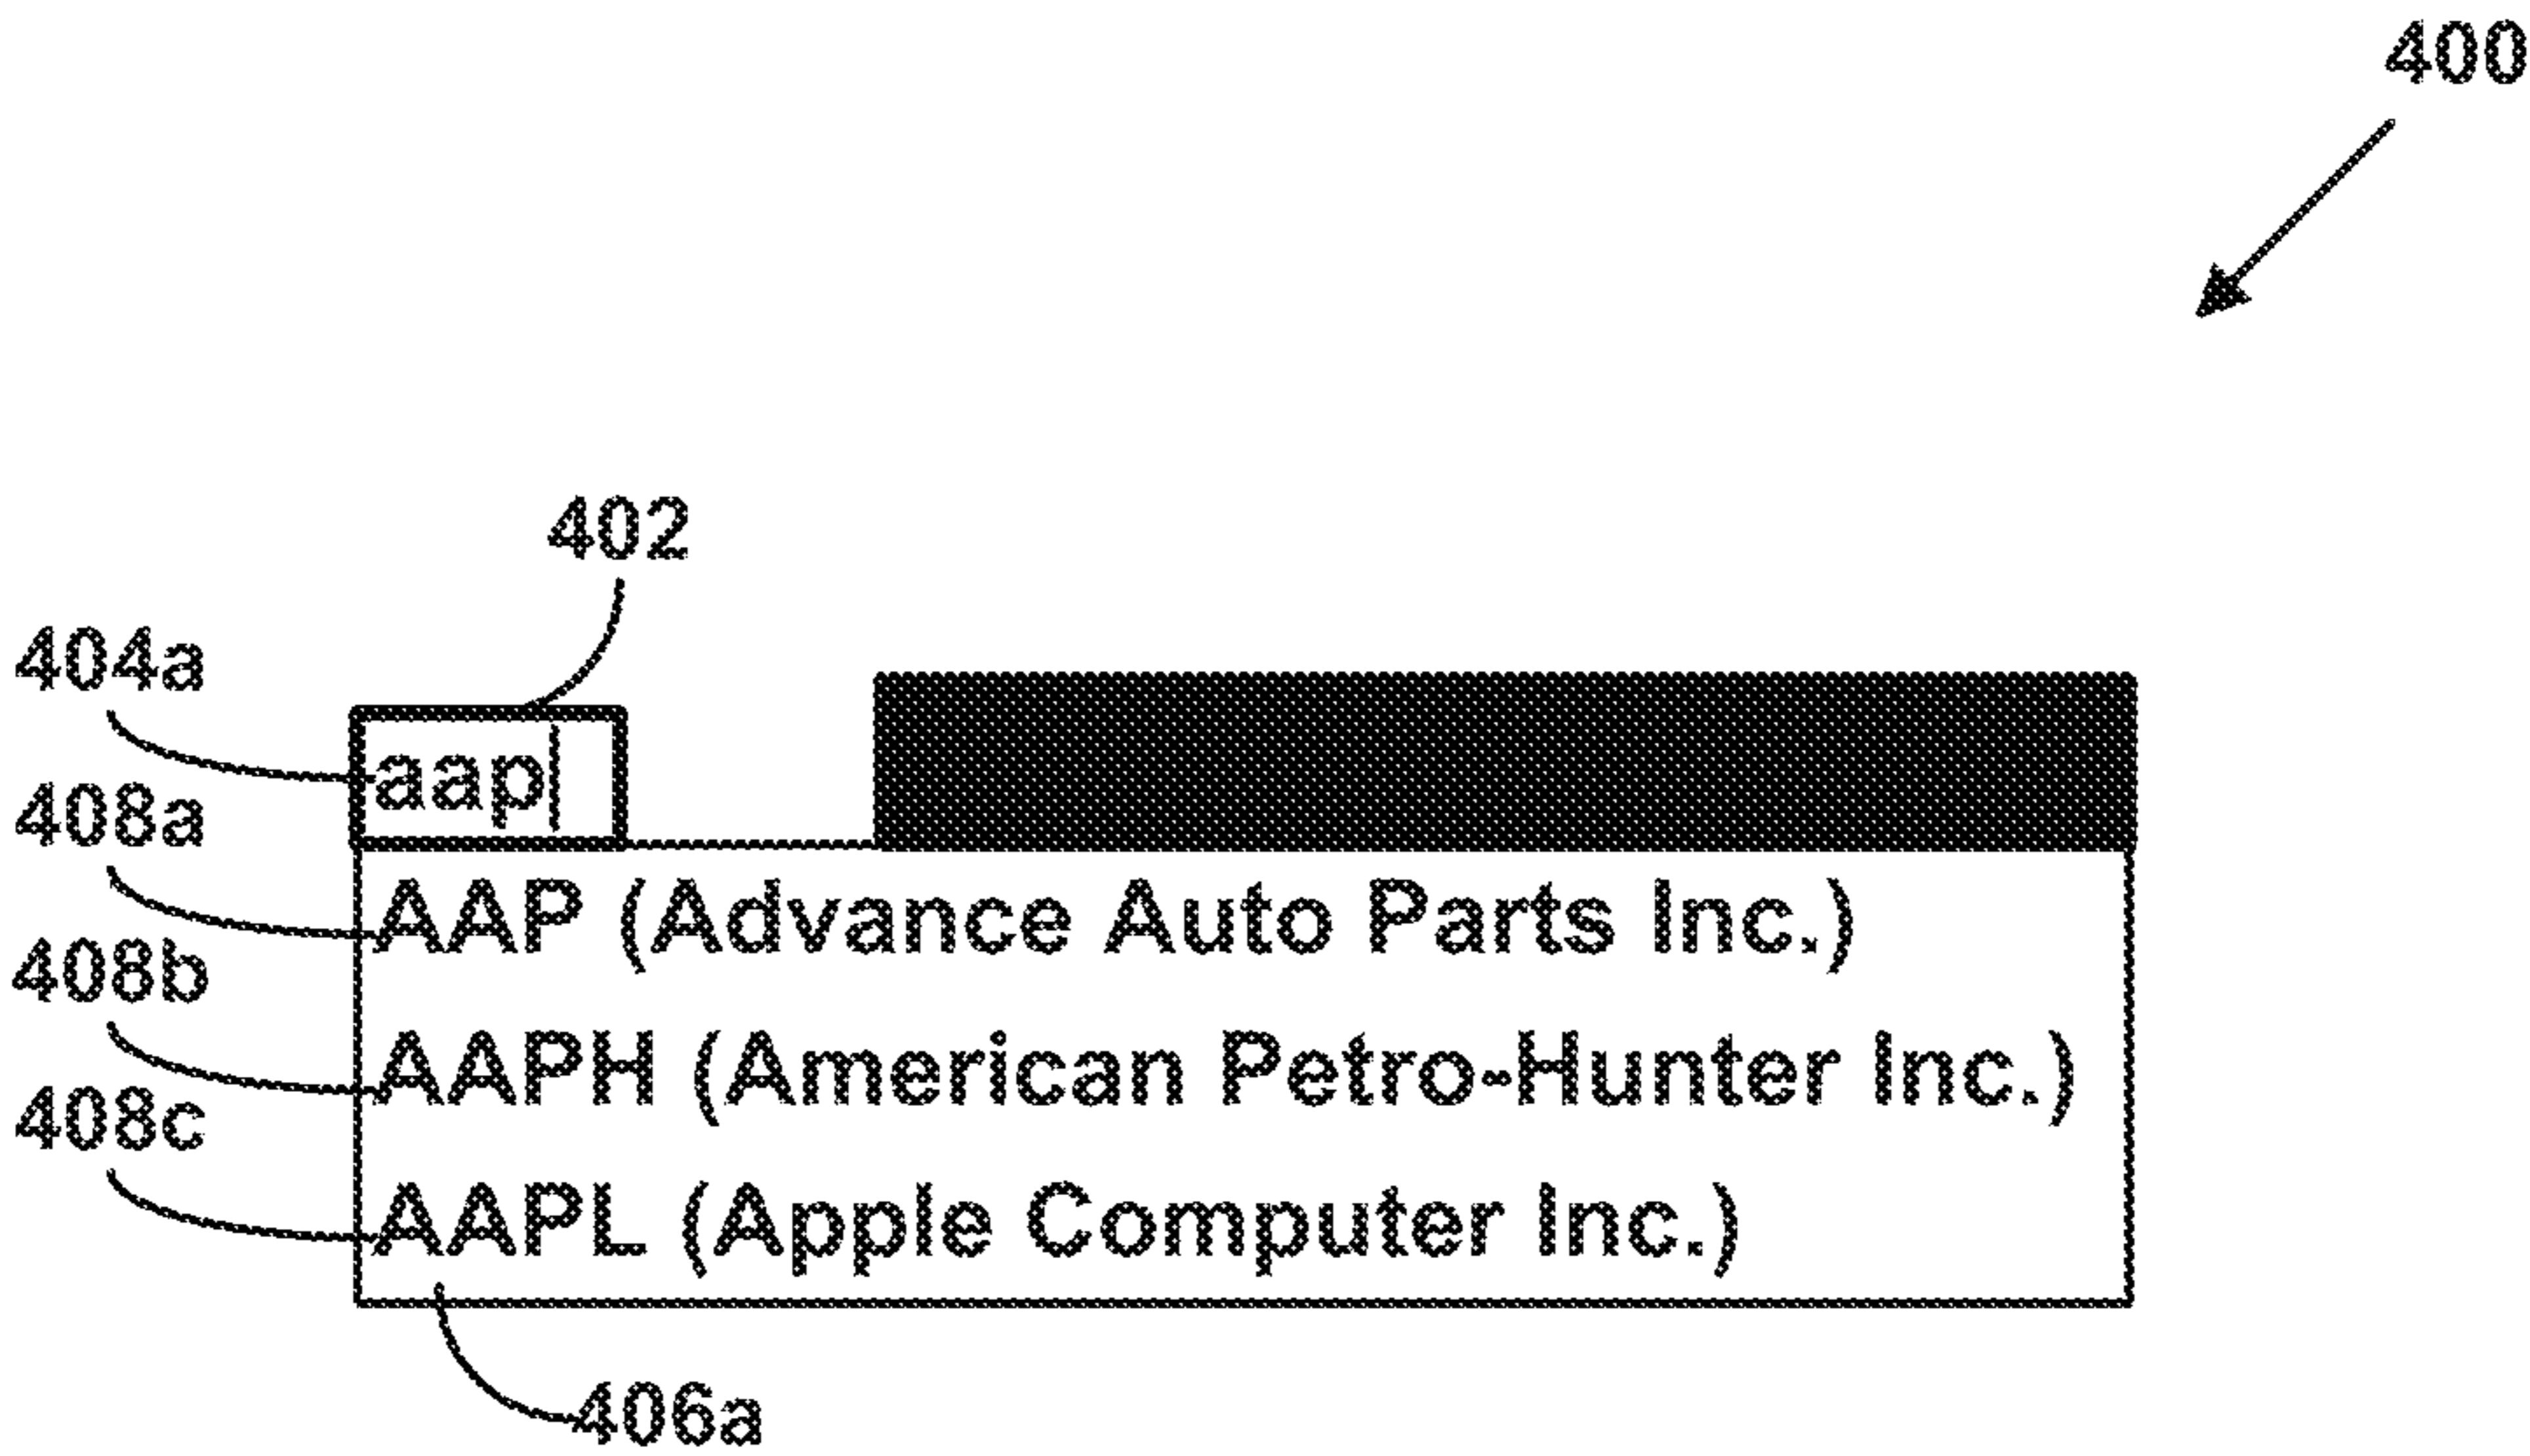 400
402
404a
aap
408a
AAP (Advance Auto Parts Inc.)
408b
AAPH (American Petro-Hunter Inc.)
408c
AAPL (Apple Computer Inc.)
406a